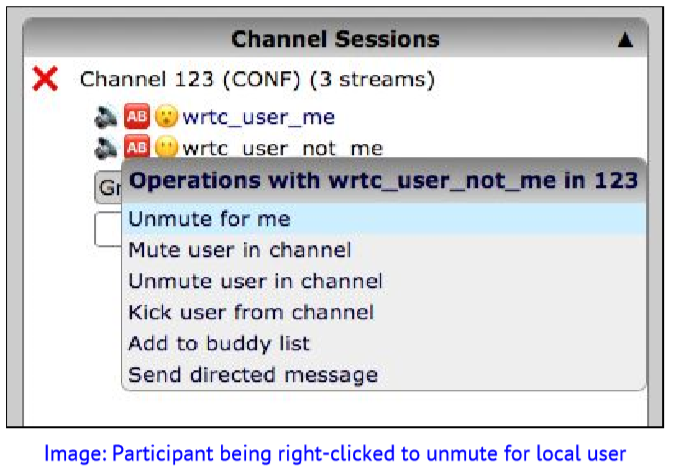 Channel Sessions ▲
Channel 123 (CONF) (3 streams)
AB wrtc_user_me
AB wrtc_user_not_me
Gr
Operations with wrtc_user_not_me in 123
Unmute for me
Mute user in channel
Unmute user in channel
Kick user from channel
Add to buddy list
Send directed message
Image: Participant being right-clicked to unmute for local user